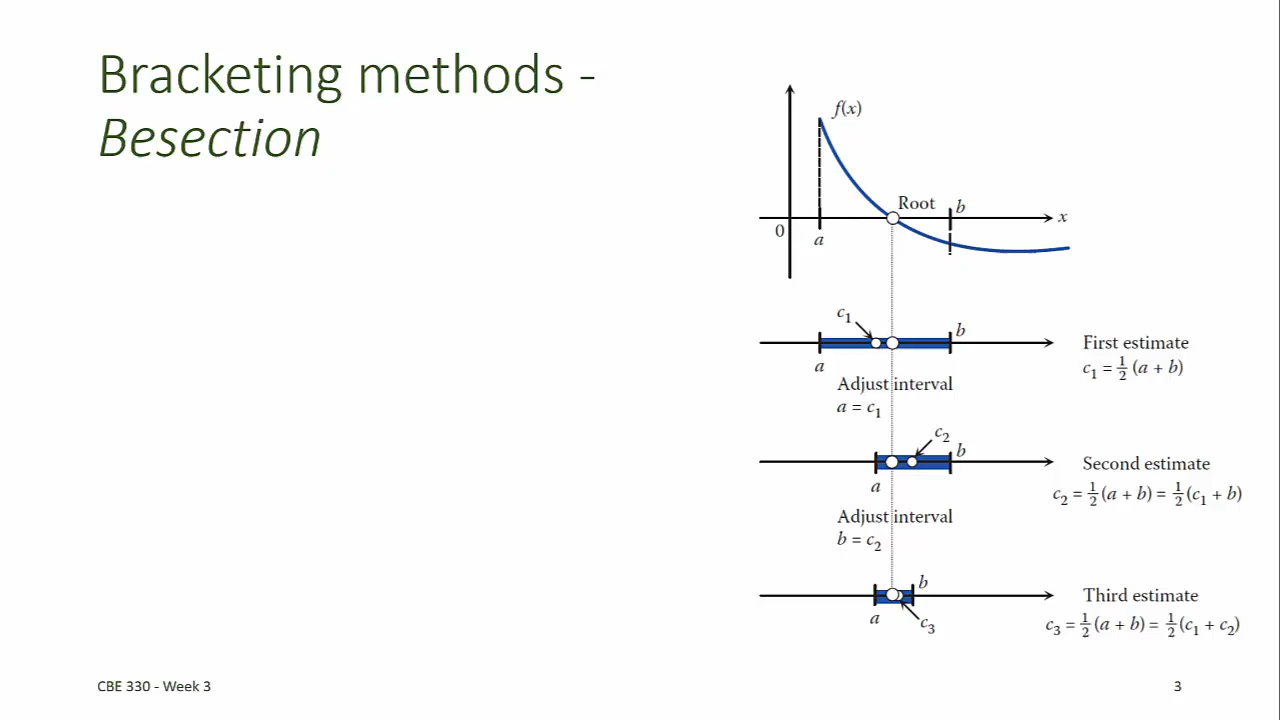 Bracketing methods -
Besection
f(x)
Root
b
x
0
a
c₁
b
a
First estimate
c₁ = ½ (a + b)
Adjust interval
a = c₁
c₂
b
a
Second estimate
c₂ = ½(a + b) = ½(c₁ + b)
Adjust interval
b = c₂
b
a
c₃
Third estimate
c₃ = ½(a + b) = ½(c₁ + c₂)
CBE 330 - Week 3
3